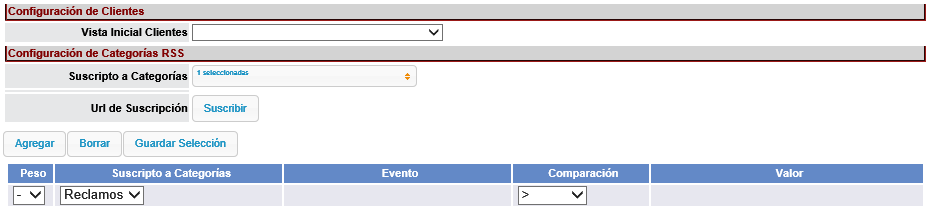 Configuración de Clientes
Vista Inicial Clientes
Configuración de Categorías RSS
Suscripto a Categorías 1 seleccionadas
Url de Suscripción Suscribir
Agregar Borrar Guardar Selección
Peso Suscripto a Categorías Evento Comparación Valor
- Reclamos >